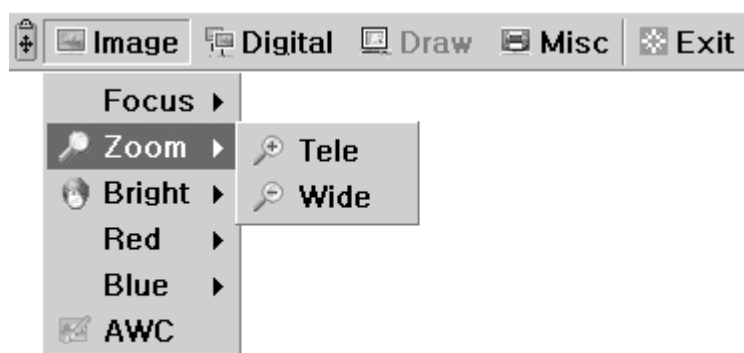 Image Digital Draw Misc Exit
Focus
Zoom
Tele
Bright
Wide
Red
Blue
AWC